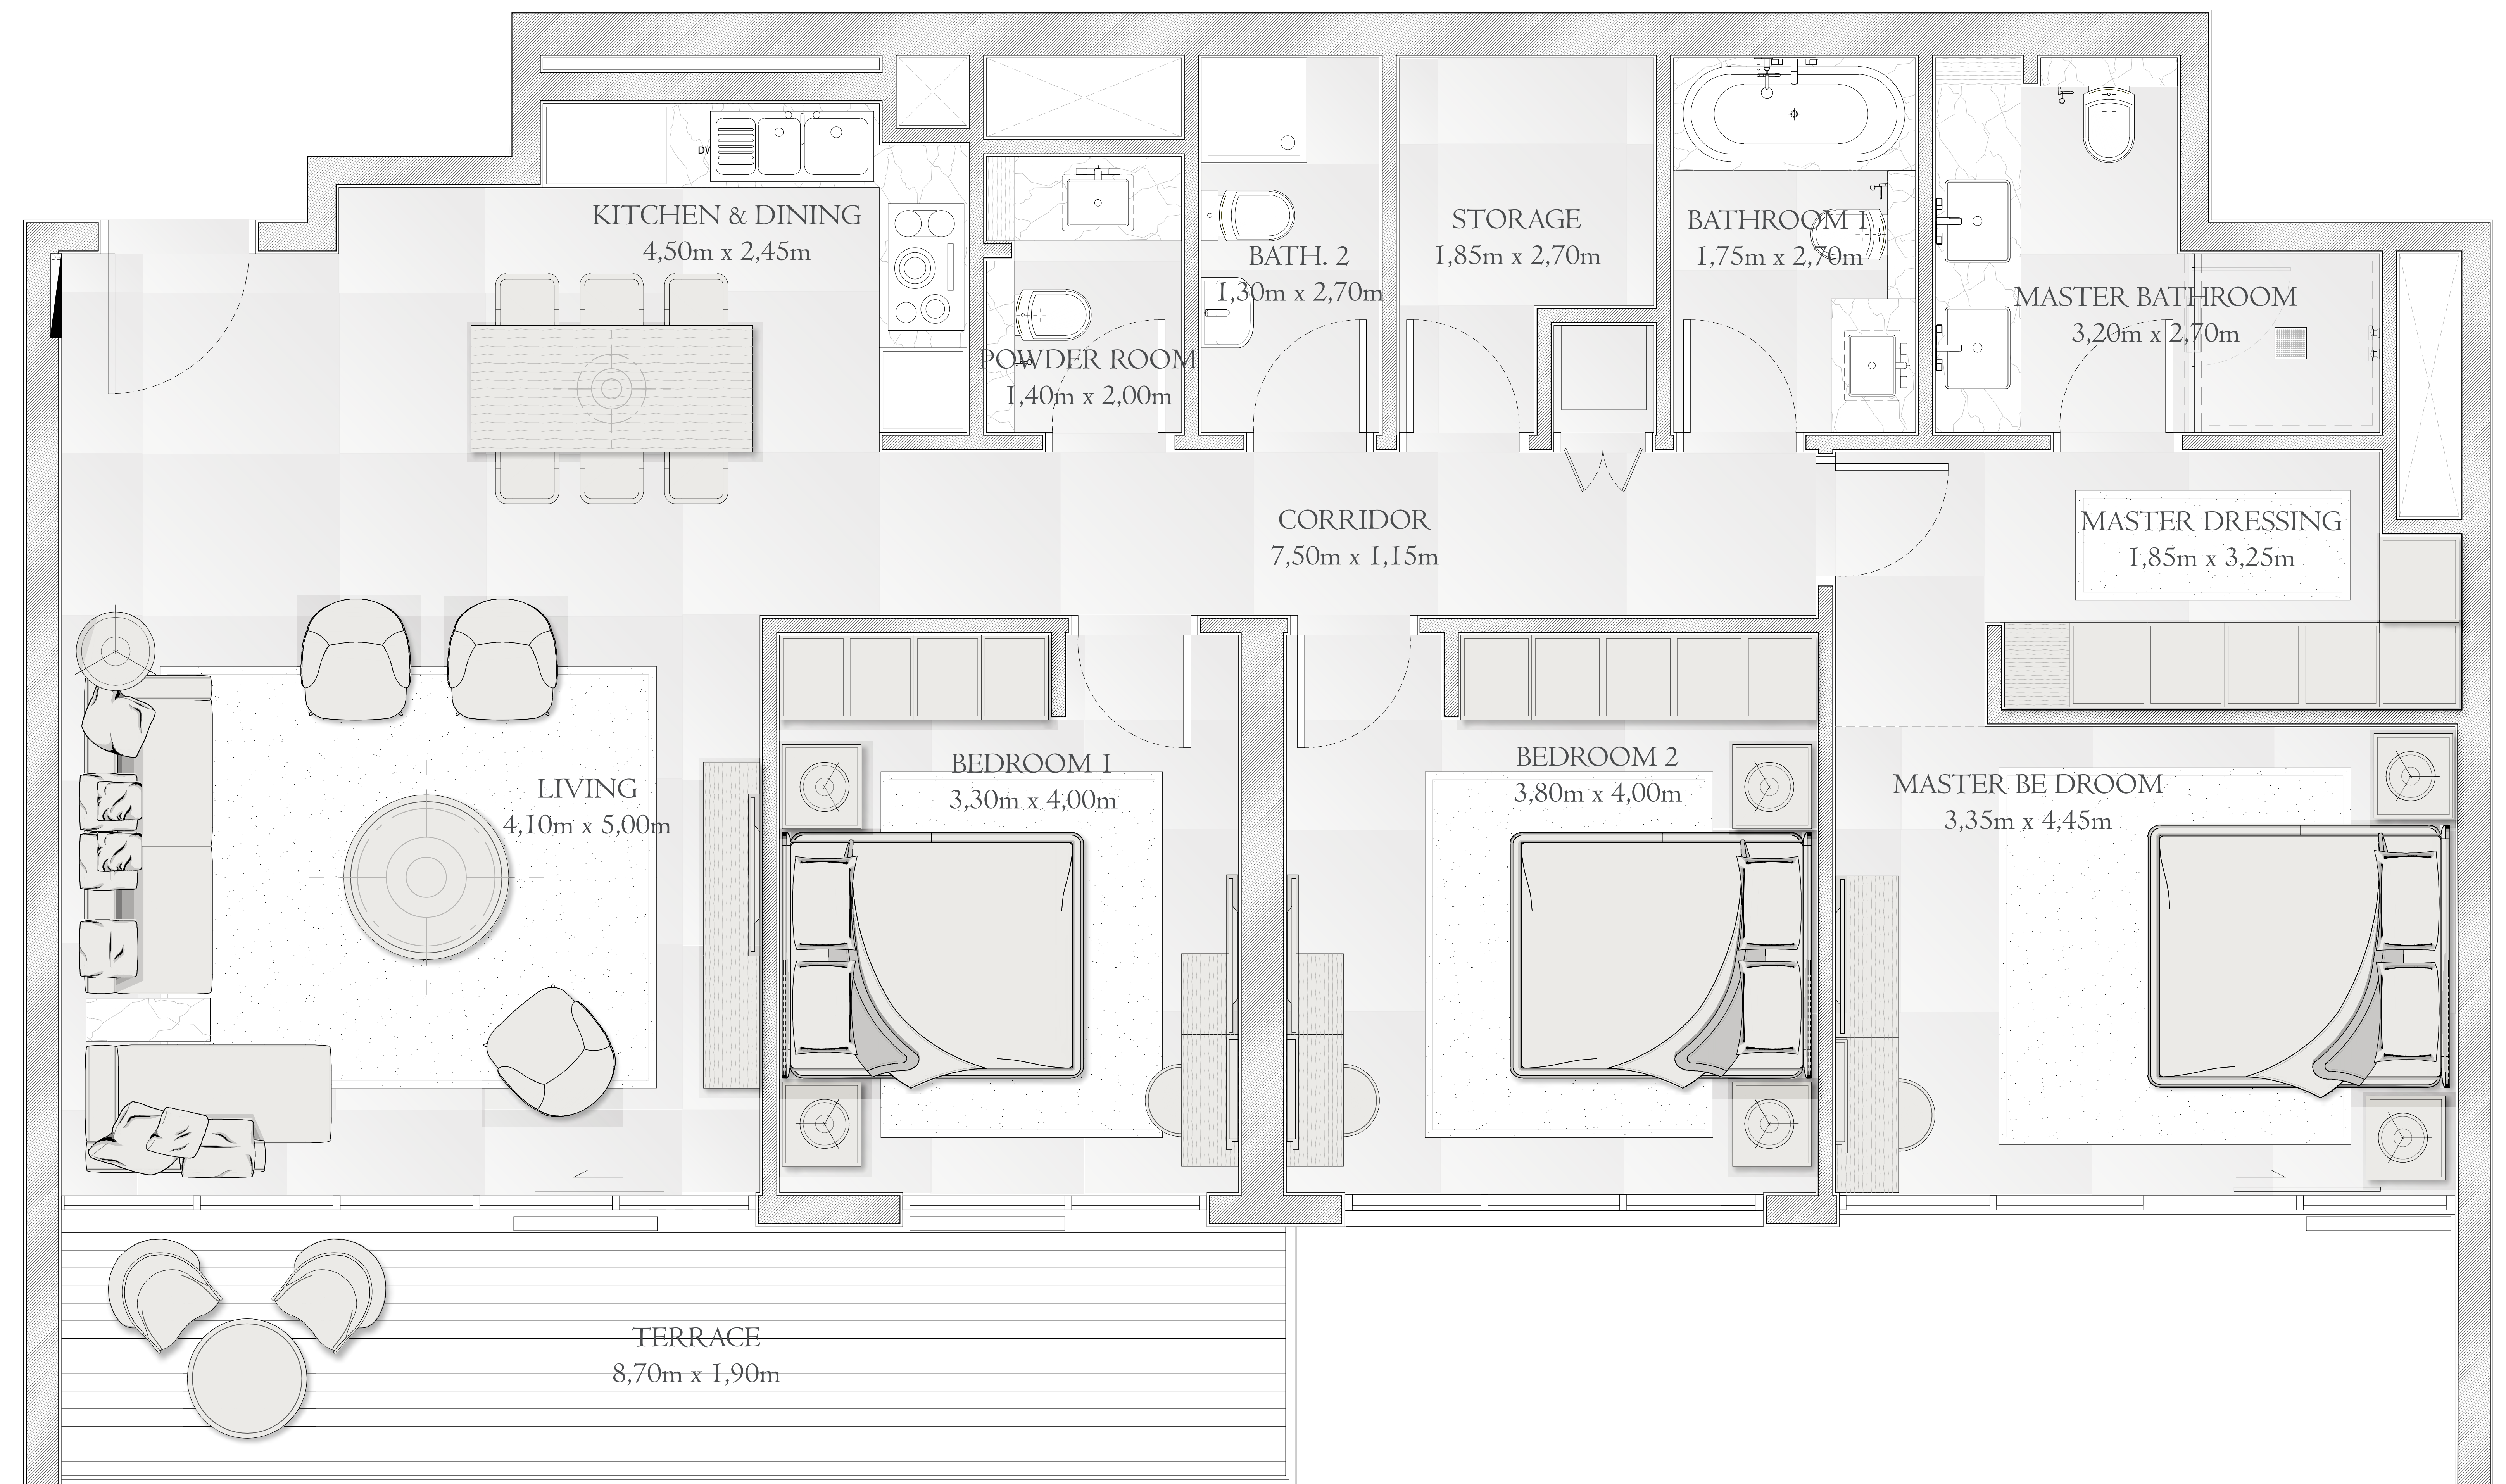 KITCHEN & DINING
4,50m x 2,45m
DW
POWDER ROOM
1,40m x 2,00m
BATH. 2
1,30m x 2,70m
STORAGE
1,85m x 2,70m
BATHROOM 1
1,75m x 2,70m
MASTER BATHROOM
3,20m x 2,70m
CORRIDOR
7,50m x 1,15m
MASTER DRESSING
1,85m x 3,25m
LIVING
4,10m x 5,00m
BEDROOM 1
3,30m x 4,00m
BEDROOM 2
3,80m x 4,00m
MASTER BE DROOM
3,35m x 4,45m
TERRACE
8,70m x 1,90m